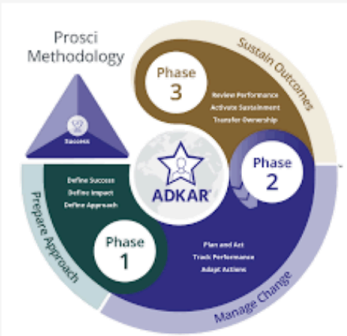 Prosci
Methodology
Success
Sustain Outcomes
Phase
3
Review Performance
Activate Sustainment
Transfer Ownership
Phase
2
ADKAR®
Define Success
Define Impact
Define Approach
Prepare Approach
Phase
1
Plan and Act
Track Performance
Adapt Actions
Manage Change